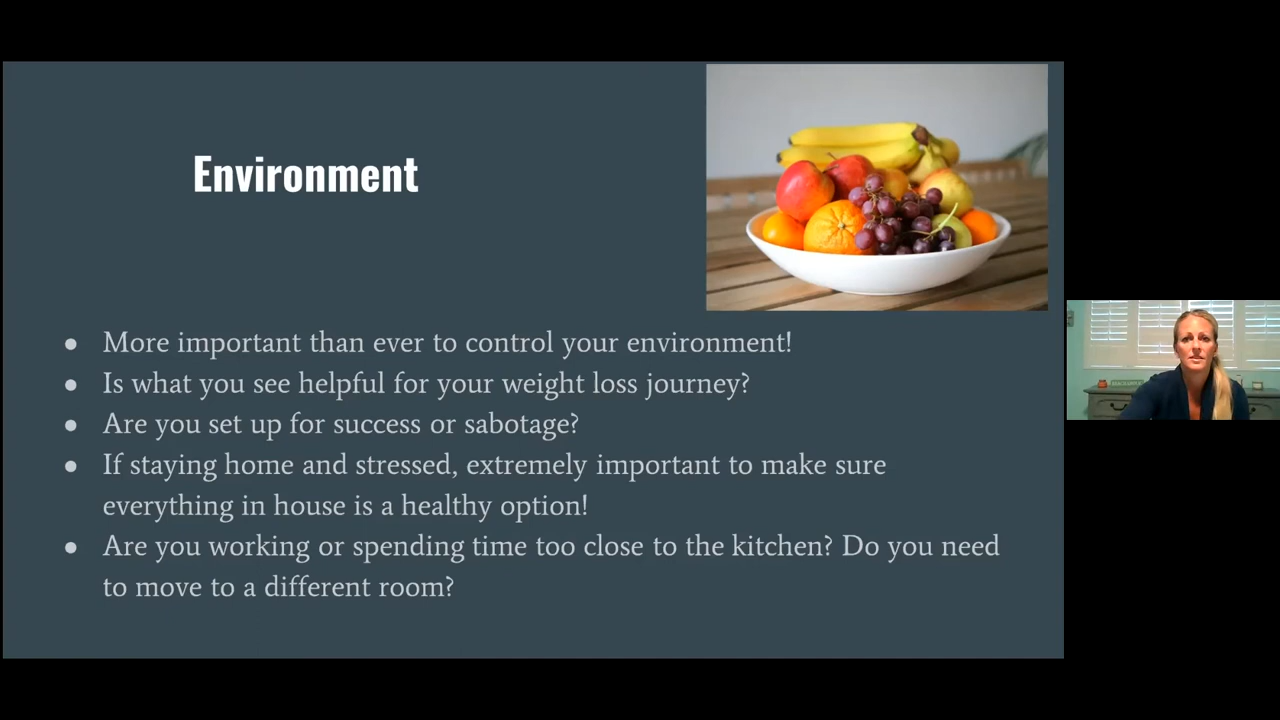 Environment
● More important than ever to control your environment!
● Is what you see helpful for your weight loss journey?
● Are you set up for success or sabotage?
● If staying home and stressed, extremely important to make sure
everything in house is a healthy option!
● Are you working or spending time too close to the kitchen? Do you need
to move to a different room?